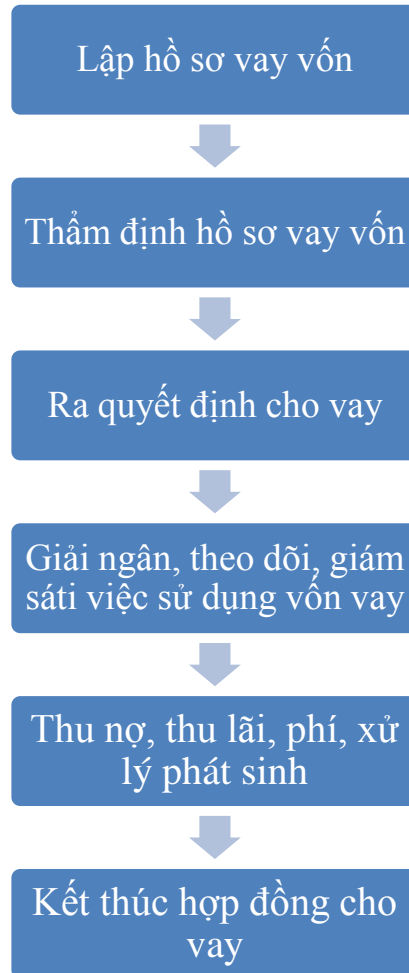 Lập hồ sơ vay vốn
Thẩm định hồ sơ vay vốn
Ra quyết định cho vay
Giải ngân, theo dõi, giám
sáti việc sử dụng vốn vay
Thu nợ, thu lãi, phí, xử
lý phát sinh
Kết thúc hợp đồng cho
vay